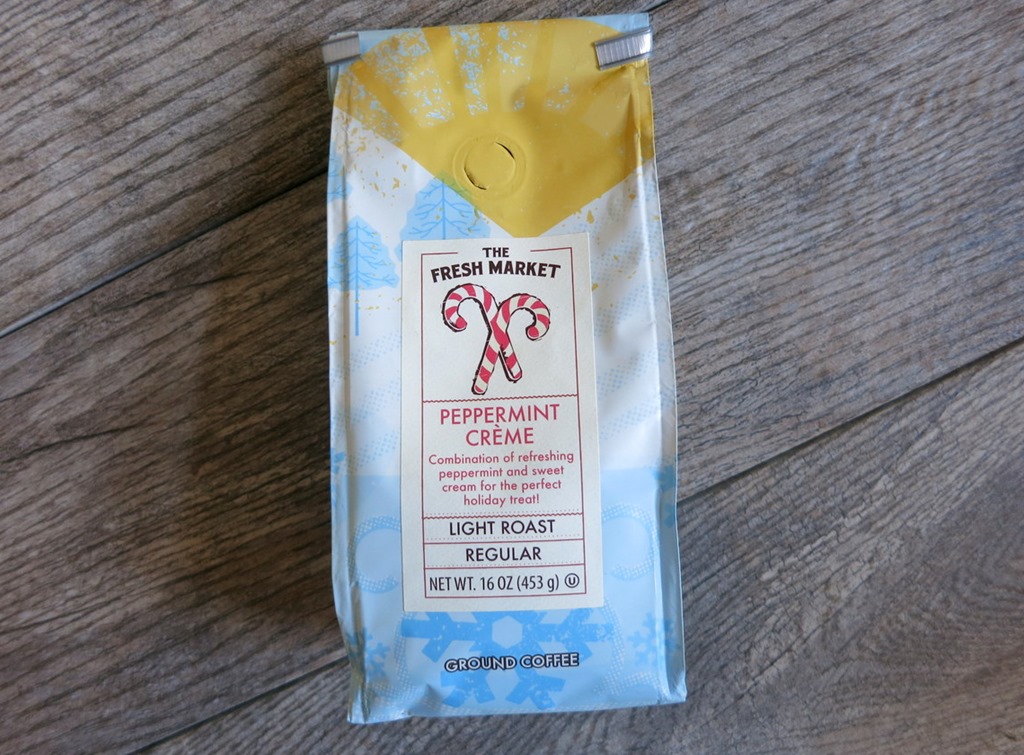 THE
FRESH MARKET
PEPPERMINT
CRÈME
Combination of refreshing
peppermint and sweet
cream for the perfect
holiday treat!
LIGHT ROAST
REGULAR
NET WT. 16 OZ (453 g) Ⓤ
GROUND COFFEE